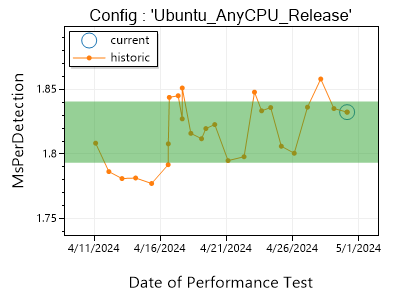 Config : 'Ubuntu_AnyCPU_Release'
current
historic
MsPerDetection
1.85
1.8
1.75
4/11/2024 4/16/2024 4/21/2024 4/26/2024 5/1/2024
Date of Performance Test